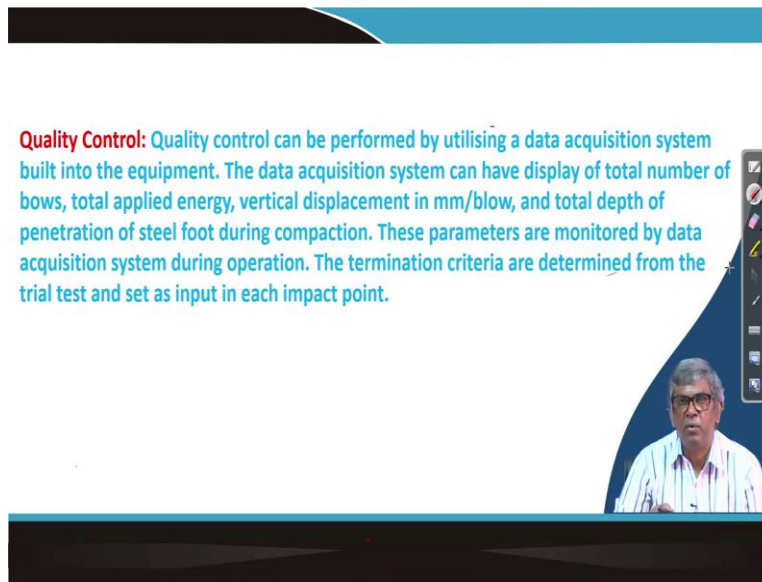 Quality Control: Quality control can be performed by utilising a data acquisition system
built into the equipment. The data acquisition system can have display of total number of
bows, total applied energy, vertical displacement in mm/blow, and total depth of
penetration of steel foot during compaction. These parameters are monitored by data
acquisition system during operation. The termination criteria are determined from the
trial test and set as input in each impact point.